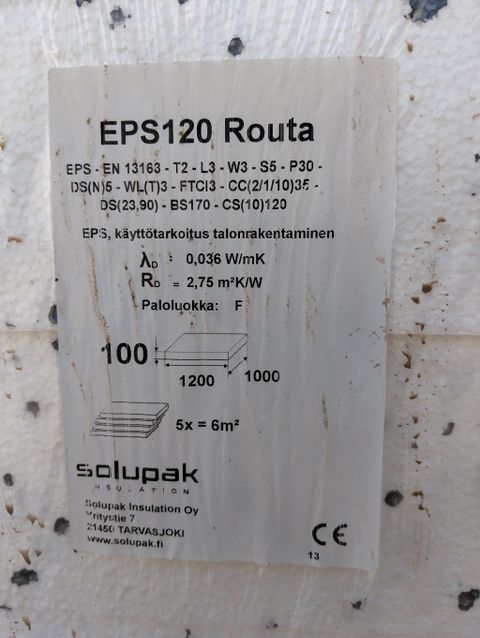 EPS120 Routa
EPS - EN 13163 - T2 - L3 - W3 - S5 - P30 -
DS(N)5 - WL(T)3 - FTCI3 - CC(2/1/10)35 -
DS(23,90) - BS170 - CS(10)120
EPS, käyttötarkoitus talonrakentaminen
λD : 0,036 W/mK
RD = 2,75 m²K/W
Paloluokka: F
100
1200
1000
5x = 6m²
solupak
INSULATION
Solupak Insulation Oy
Yritystie 7
21450 TARVASJOKI
www.solupak.fi
CE
13